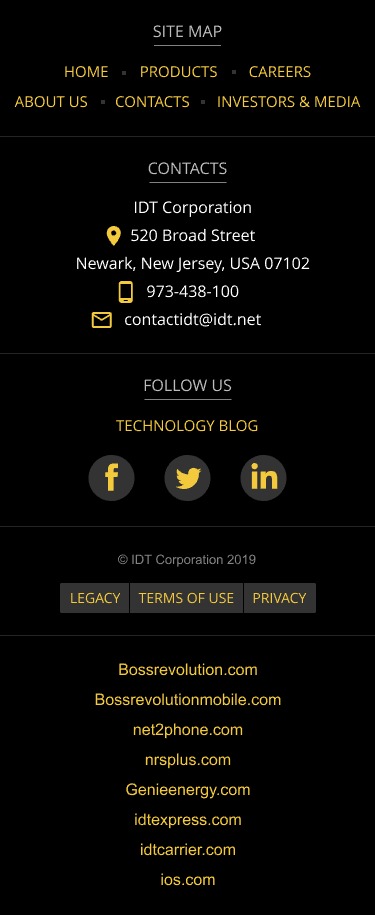 SITE MAP
HOME PRODUCTS CAREERS
ABOUT US CONTACTS INVESTORS & MEDIA
CONTACTS
IDT Corporation
520 Broad Street
Newark, New Jersey, USA 07102
973-438-100
contactidt@idt.net
FOLLOW US
TECHNOLOGY BLOG
© IDT Corporation 2019
LEGACY TERMS OF USE PRIVACY
Bossrevolution.com
Bossrevolutionmobile.com
net2phone.com
nrsplus.com
Genieenergy.com
idtexpress.com
idtcarrier.com
ios.com